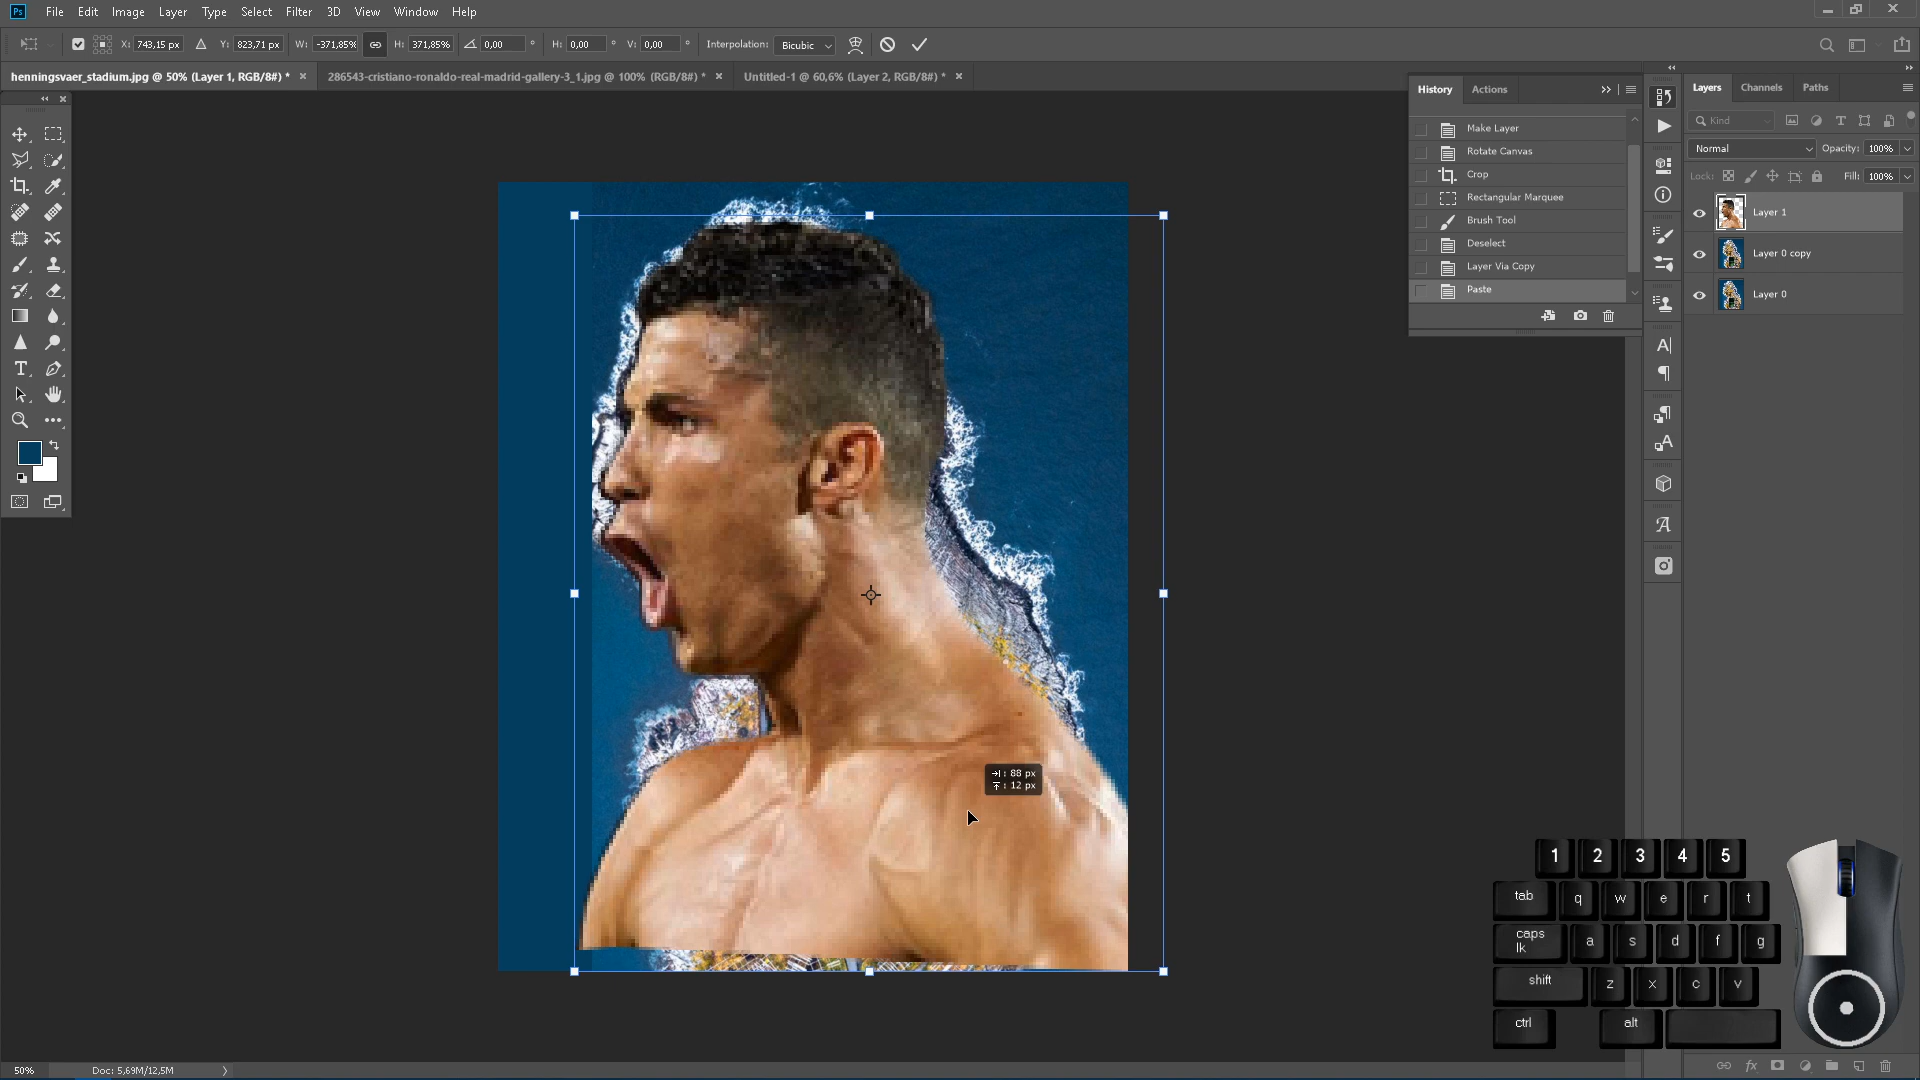 Ps File Edit Image Layer Type Select Filter 3D View Window Help
X: 743,15 px Y: 823,71 px W: -371,85% H: 371,85% 0,00 ° H: 0,00 ° V: 0,00 ° Interpolation: Bicubic
henningsvaer_stadium.jpg @ 50% (Layer 1, RGB/8#) * × 286543-cristiano-ronaldo-real-madrid-gallery-3_1.jpg @ 100% (RGB/8#) * × Untitled-1 @ 60,6% (Layer 2, RGB/8#) * ×
History Actions
Make Layer
Rotate Canvas
Crop
Rectangular Marquee
Brush Tool
Deselect
Layer Via Copy
Paste
Layers Channels Paths
Kind
Normal Opacity: 100%
Lock: Fill: 100%
Layer 1
Layer 0 copy
Layer 0
: 88 px
: 12 px
1 2 3 4 5
tab q w e r t
caps lk a s d f g
shift z x c v
ctrl alt
50% Doc: 5,69M/12,5M